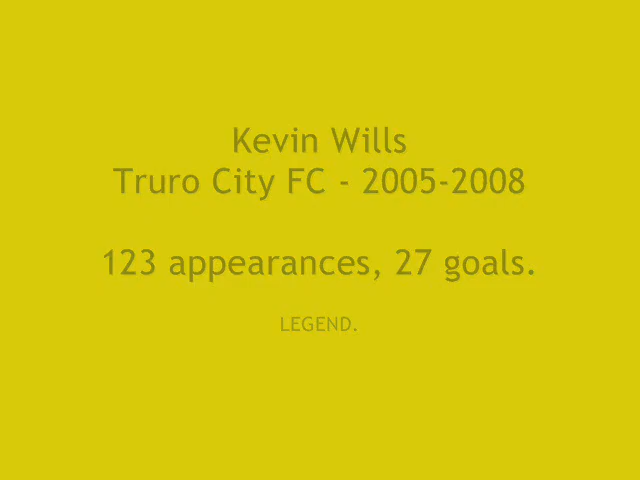 Kevin Wills
Truro City FC - 2005-2008
123 appearances, 27 goals.
LEGEND.